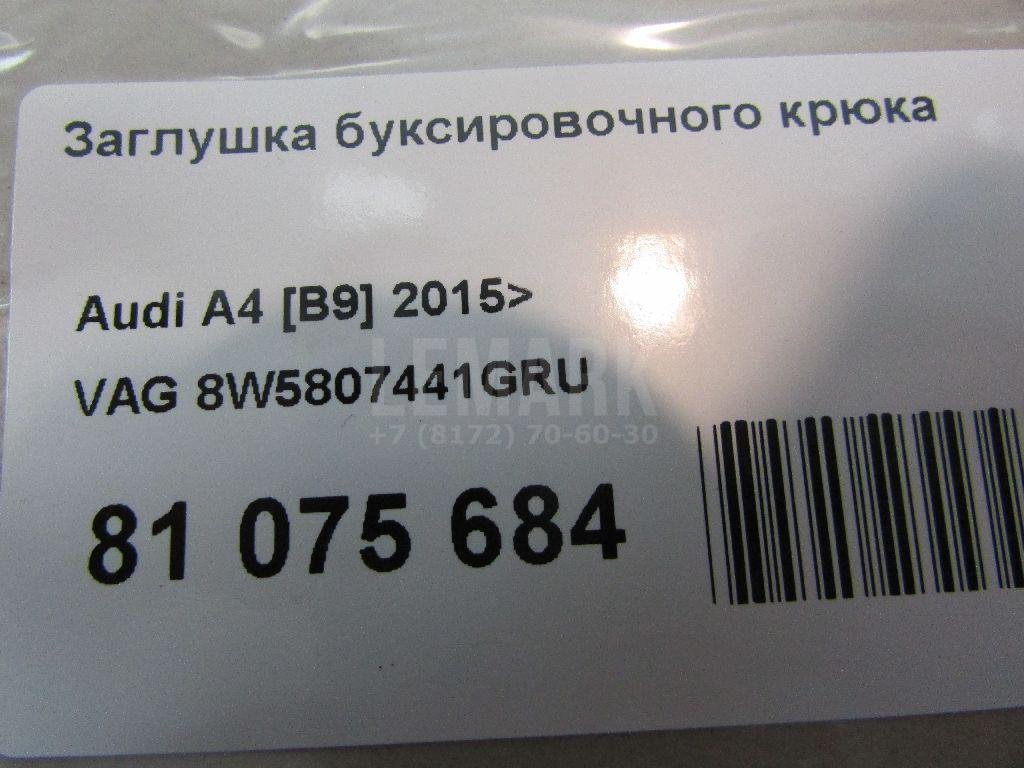 Заглушка буксировочного крюка
Audi A4 [B9] 2015>
VAG 8W5807441GRU
LEMARK
+7 (8172) 70-60-30
81 075 684